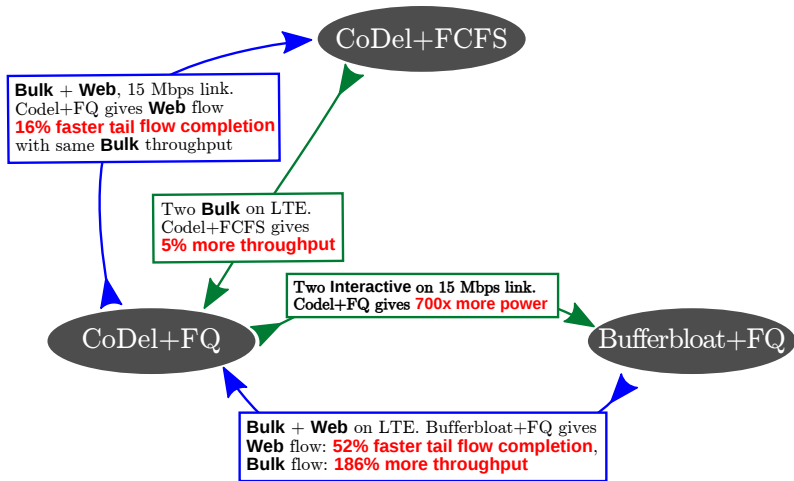 CoDel+FCFS
Bulk + Web, 15 Mbps link.
Codel+FQ gives Web flow
16% faster tail flow completion
with same Bulk throughput
Two Bulk on LTE.
Codel+FCFS gives
5% more throughput
Two Interactive on 15 Mbps link.
Codel+FQ gives 700x more power
CoDel+FQ
Bufferbloat+FQ
Bulk + Web on LTE. Bufferbloat+FQ gives
Web flow: 52% faster tail flow completion,
Bulk flow: 186% more throughput